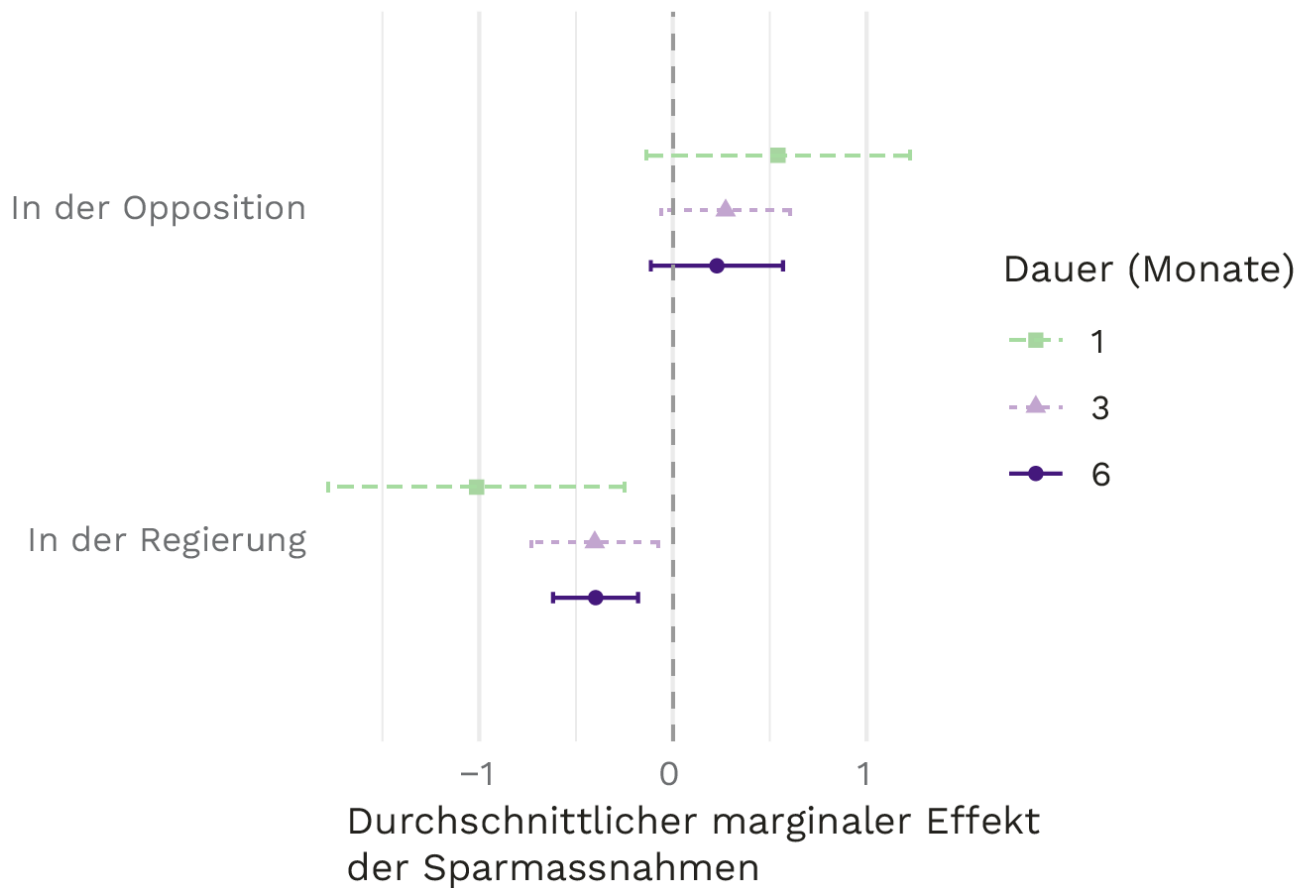 In der Opposition
Dauer (Monate)
1
3
6
In der Regierung
−1
0
1
Durchschnittlicher marginaler Effekt
der Sparmassnahmen